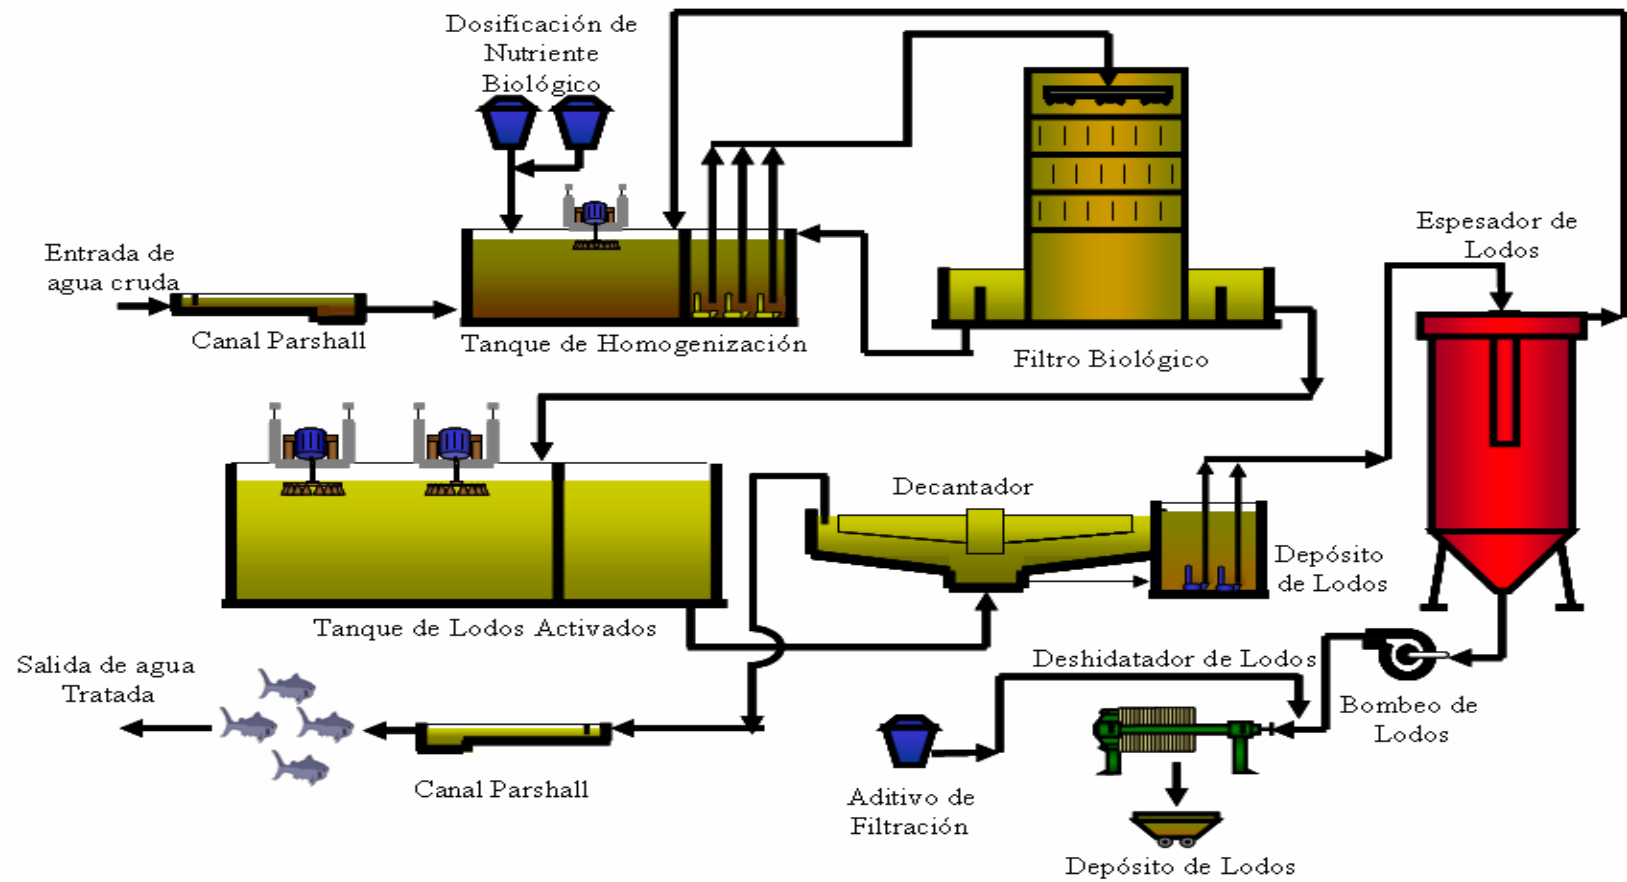 Dosificación de
Nutriente
Biológico
Espesador de
Lodos
Entrada de
agua cruda
Canal Parshall
Tanque de Homogenización
Filtro Biológico
Decantador
Depósito
de Lodos
Tanque de Lodos Activados
Salida de agua
Tratada
Deshidatador de Lodos
Bombeo de
Lodos
Canal Parshall
Aditivo de
Filtración
Depósito de Lodos